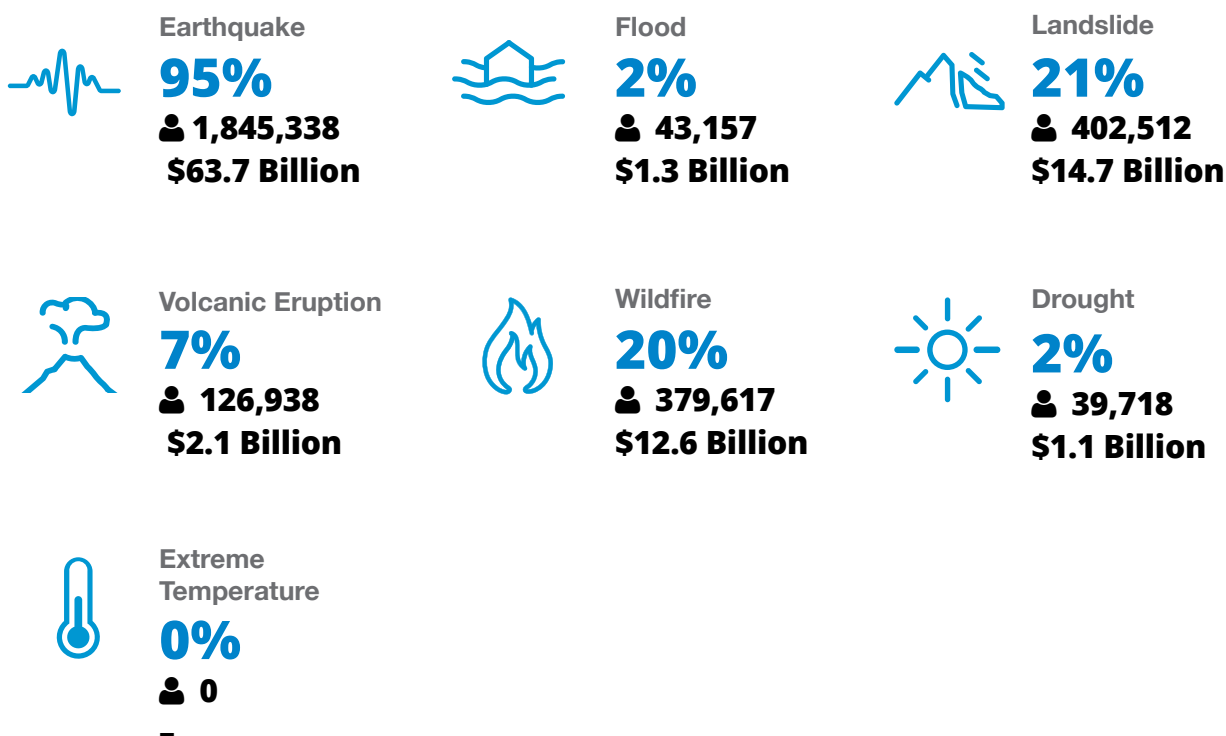 Earthquake
95%
1,845,338
$63.7 Billion
Flood
2%
43,157
$1.3 Billion
Landslide
21%
402,512
$14.7 Billion
Volcanic Eruption
7%
126,938
$2.1 Billion
Wildfire
20%
379,617
$12.6 Billion
Drought
2%
39,718
$1.1 Billion
Extreme
Temperature
0%
0